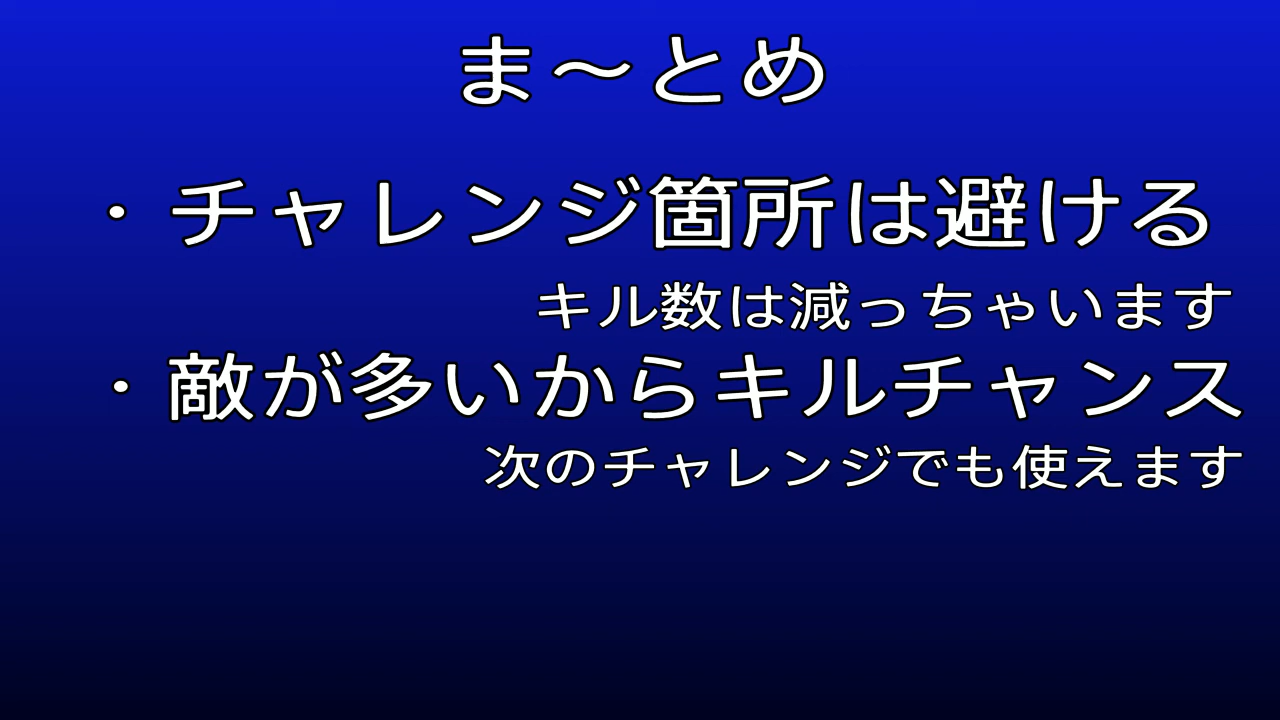 ま～とめ
・チャレンジ箇所は避ける
キル数は減っちゃいます
・敵が多いからキルチャンス
次のチャレンジでも使えます